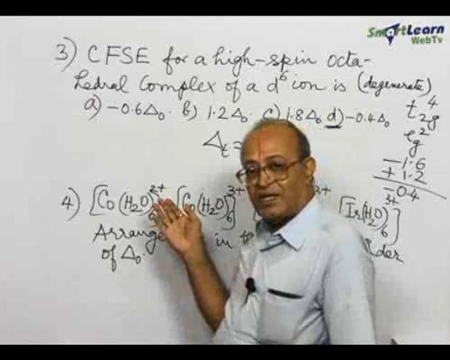 SmartLearn
WebTv
3) CFSE for a high-spin octa-
hedral complex of a d⁶ ion is (degenerate)
a) -0.6Δ₀ b) 1.2Δ₀ c) 1.8Δ₀ d) -0.4Δ₀
t₂g⁴
eg²
Δt =
-1.6
+1.2
-0.4
4) [Co(H₂O)₆]²⁺ [Co(H₂O)₆]³⁺ 3+ [Ir(H₂O)₆]³⁺
Arrange in
of Δ₀